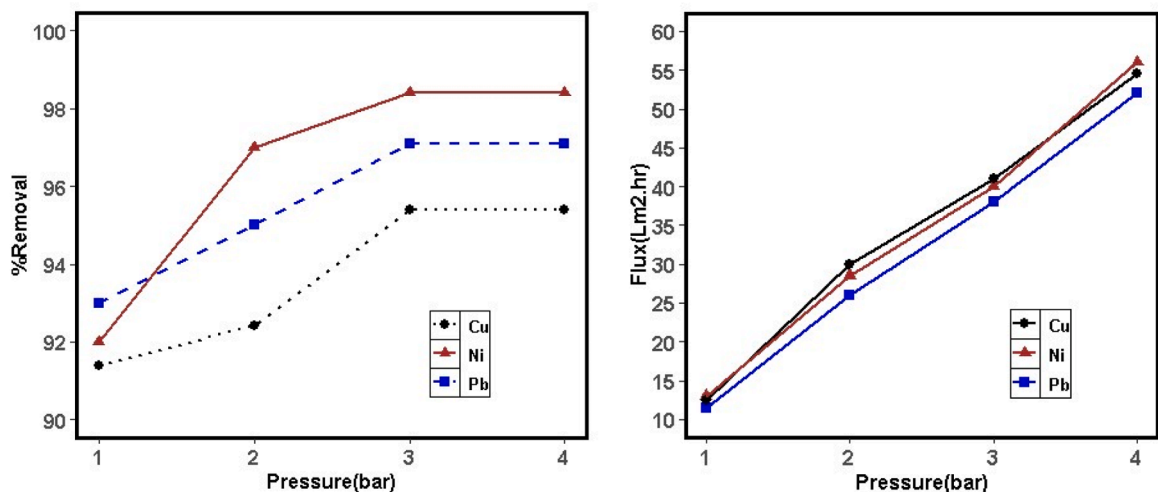 %Removal
100
98
96
94
92
90
Cu
Ni
Pb
1 2 3 4
Pressure(bar)
Flux(Lm2.hr)
60
55
50
45
40
35
30
25
20
15
10
Cu
Ni
Pb
1 2 3 4
Pressure(bar)